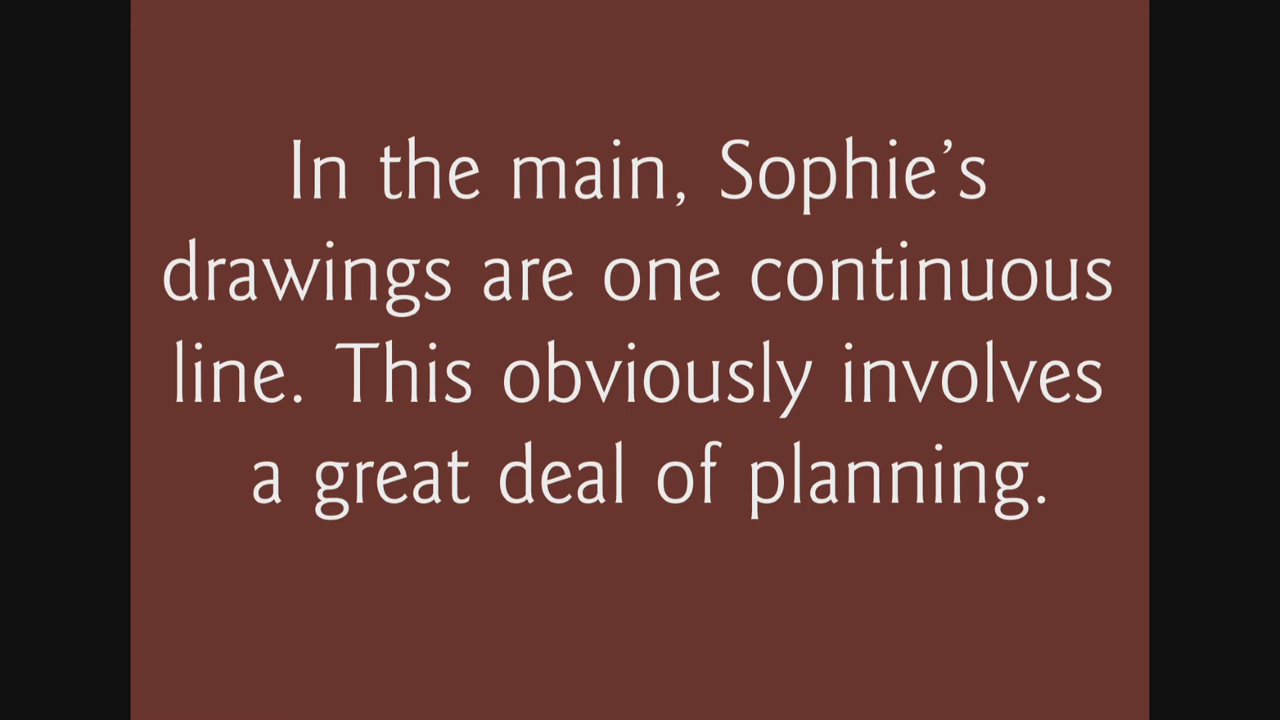 In the main, Sophie’s
drawings are one continuous
line. This obviously involves
a great deal of planning.